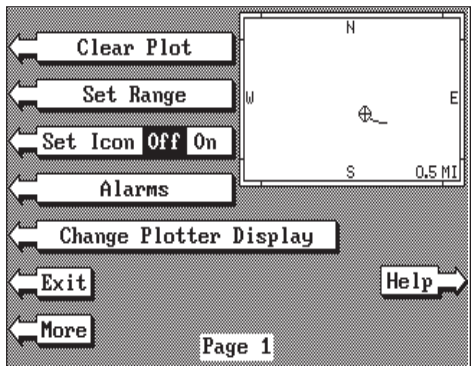 Clear Plot
Set Range
Set Icon Off On
Alarms
Change Plotter Display
Exit
More
Page 1
Help
N
W
E
S
0.5 MI